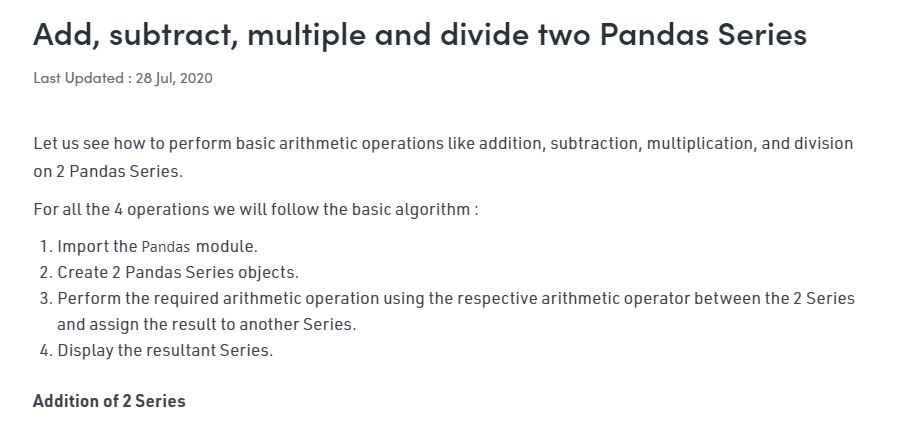 Add, subtract, multiple and divide two Pandas Series
Last Updated : 28 Jul, 2020
Let us see how to perform basic arithmetic operations like addition, subtraction, multiplication, and division
on 2 Pandas Series.
For all the 4 operations we will follow the basic algorithm :
1. Import the Pandas module.
2. Create 2 Pandas Series objects.
3. Perform the required arithmetic operation using the respective arithmetic operator between the 2 Series
and assign the result to another Series.
4. Display the resultant Series.
Addition of 2 Series